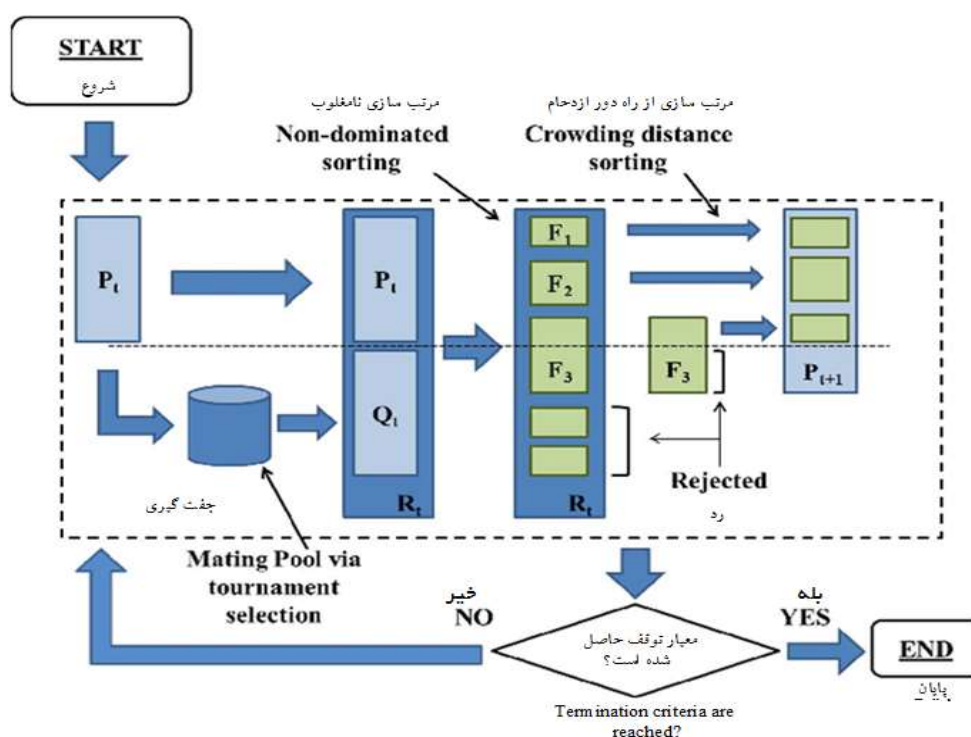 START
شروع
مرتب سازی نامغلوب
Non-dominated
sorting
مرتب سازی از راه دور ازدحام
Crowding distance
sorting
Pt
Pt
Qt
Rt
F1
F2
F3
Rt
F3
Pt+1
Rejected
رد
جفت گیری
Mating Pool via
tournament
selection
خیر
NO
بله
YES
معیار توقف حاصل
شده است؟
Termination criteria are
reached?
END
پایان